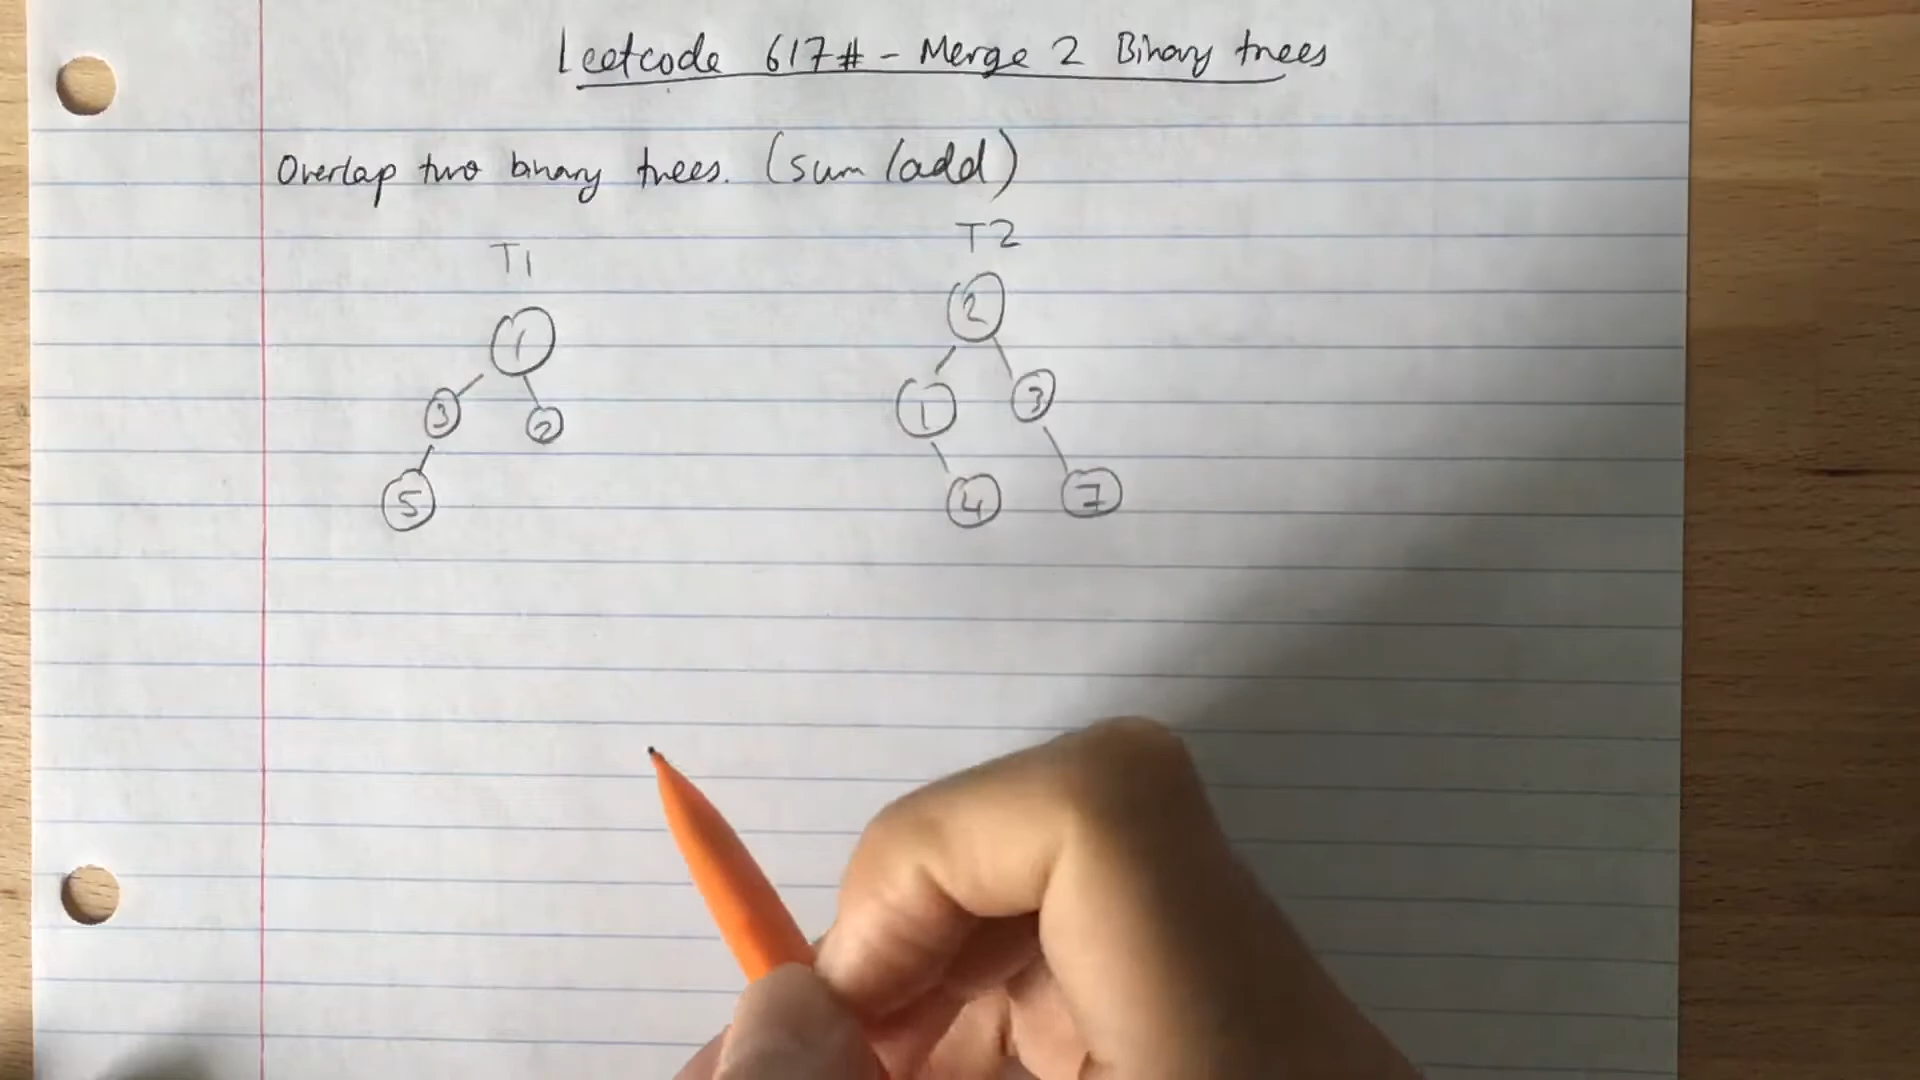 Leetcode 617# - Merge 2 Binary trees
Overlap two binary trees. (sum/add)
T1
1
3 2
5
T2
2
1 3
4 7